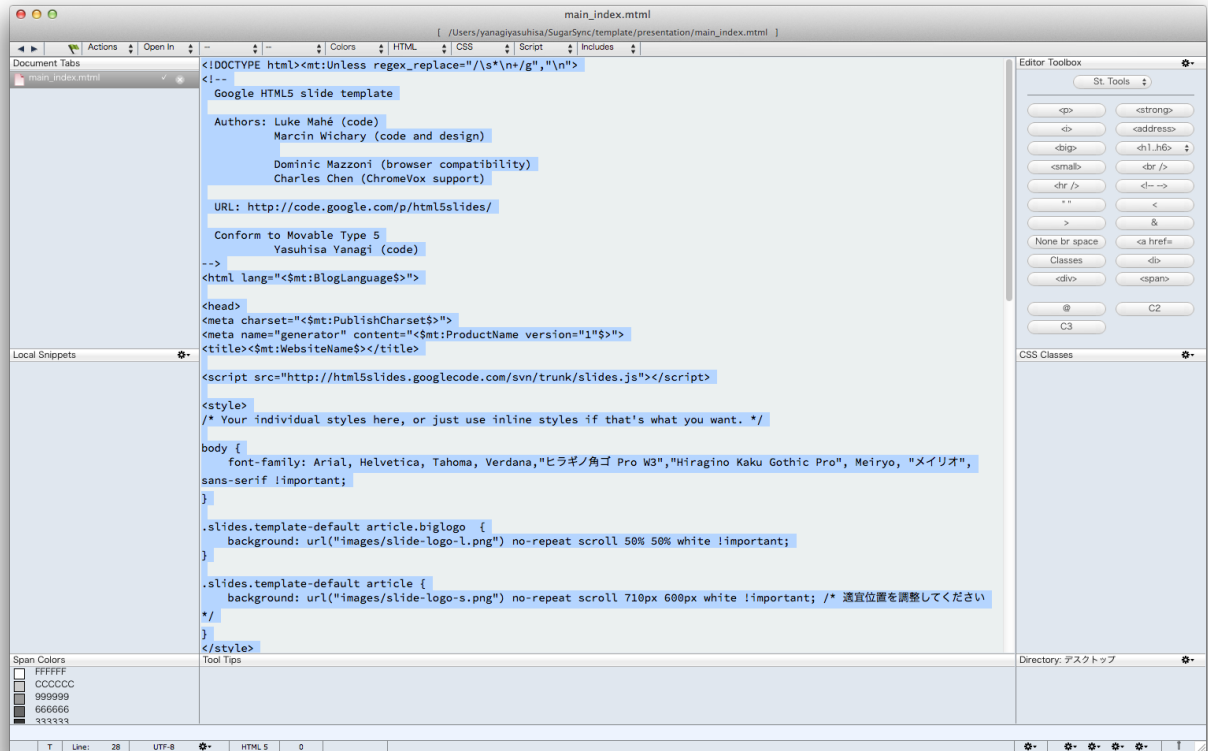 main_index.mtml
[ /Users/yanagiyasuhisa/SugarSync/template/presentation/main_index.mtml ]
Actions Open In -- -- Colors HTML CSS Script Includes
Document Tabs
main_index.mtml
<!DOCTYPE html><mt:Unless regex_replace="/\s*\n+/g","\n">
<!--
Google HTML5 slide template
Authors: Luke Mahé (code)
Marcin Wichary (code and design)
Dominic Mazzoni (browser compatibility)
Charles Chen (ChromeVox support)
URL: http://code.google.com/p/html5slides/
Conform to Movable Type 5
Yasuhisa Yanagi (code)
-->
<html lang="<$mt:BlogLanguage$>">
<head>
<meta charset="<$mt:PublishCharset$>">
<meta name="generator" content="<$mt:ProductName version="1"$>">
<title><$mt:WebsiteName$></title>
<script src="http://html5slides.googlecode.com/svn/trunk/slides.js"></script>
<style>
/* Your individual styles here, or just use inline styles if that's what you want. */
body {
font-family: Arial, Helvetica, Tahoma, Verdana,"ヒラギノ角ゴ Pro W3","Hiragino Kaku Gothic Pro", Meiryo, "メイリオ",
sans-serif !important;
}
.slides.template-default article.biglogo {
background: url("images/slide-logo-l.png") no-repeat scroll 50% 50% white !important;
}
.slides.template-default article {
background: url("images/slide-logo-s.png") no-repeat scroll 710px 600px white !important; /* 適宜位置を調整してください
*/
}
</style>
Editor Toolbox
St. Tools
<p> <strong>
<i> <address>
<big> <h1..h6>
<small> <br />
<hr /> <!-- -->
" " <
> &
None br space <a href=
Classes <li>
<div> <span>
@ C2
C3
Local Snippets
CSS Classes
Span Colors
FFFFFF
CCCCCC
999999
666666
333333
Tool Tips
Directory: デスクトップ
T Line: 28 UTF-8 HTML 5 0